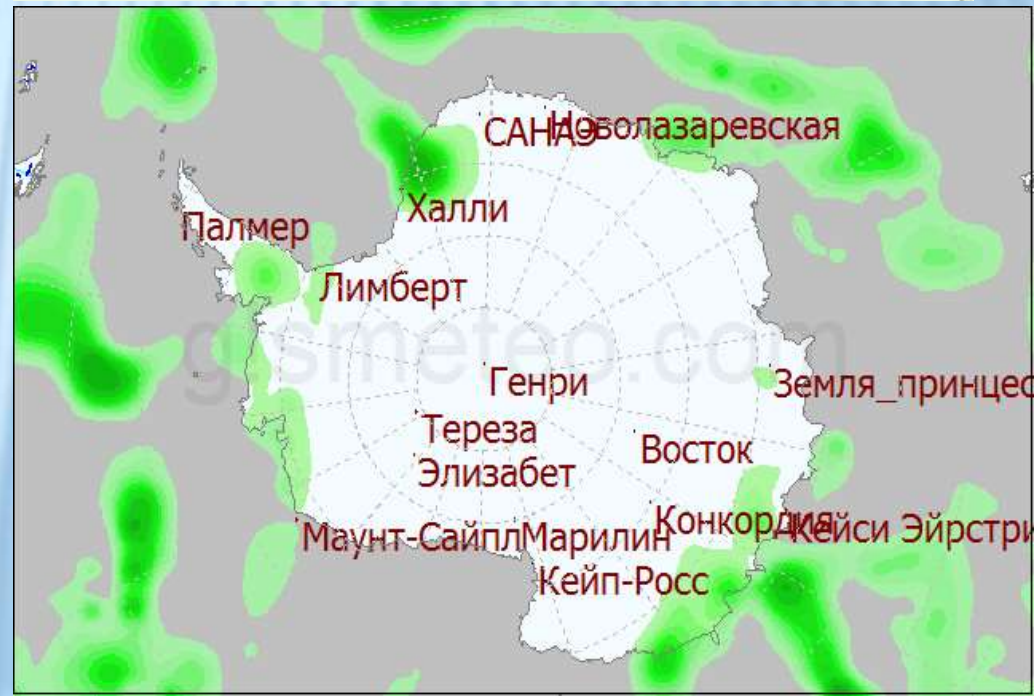 САНАЭ
Новолазаревская
Халли
Палмер
Лимберт
gismeteo.com
Генри
Земля_принцес
Тереза
Восток
Элизабет
Конкордия
Кейси Эйрстри
Маунт-Сайпл
Марилин
Кейп-Росс